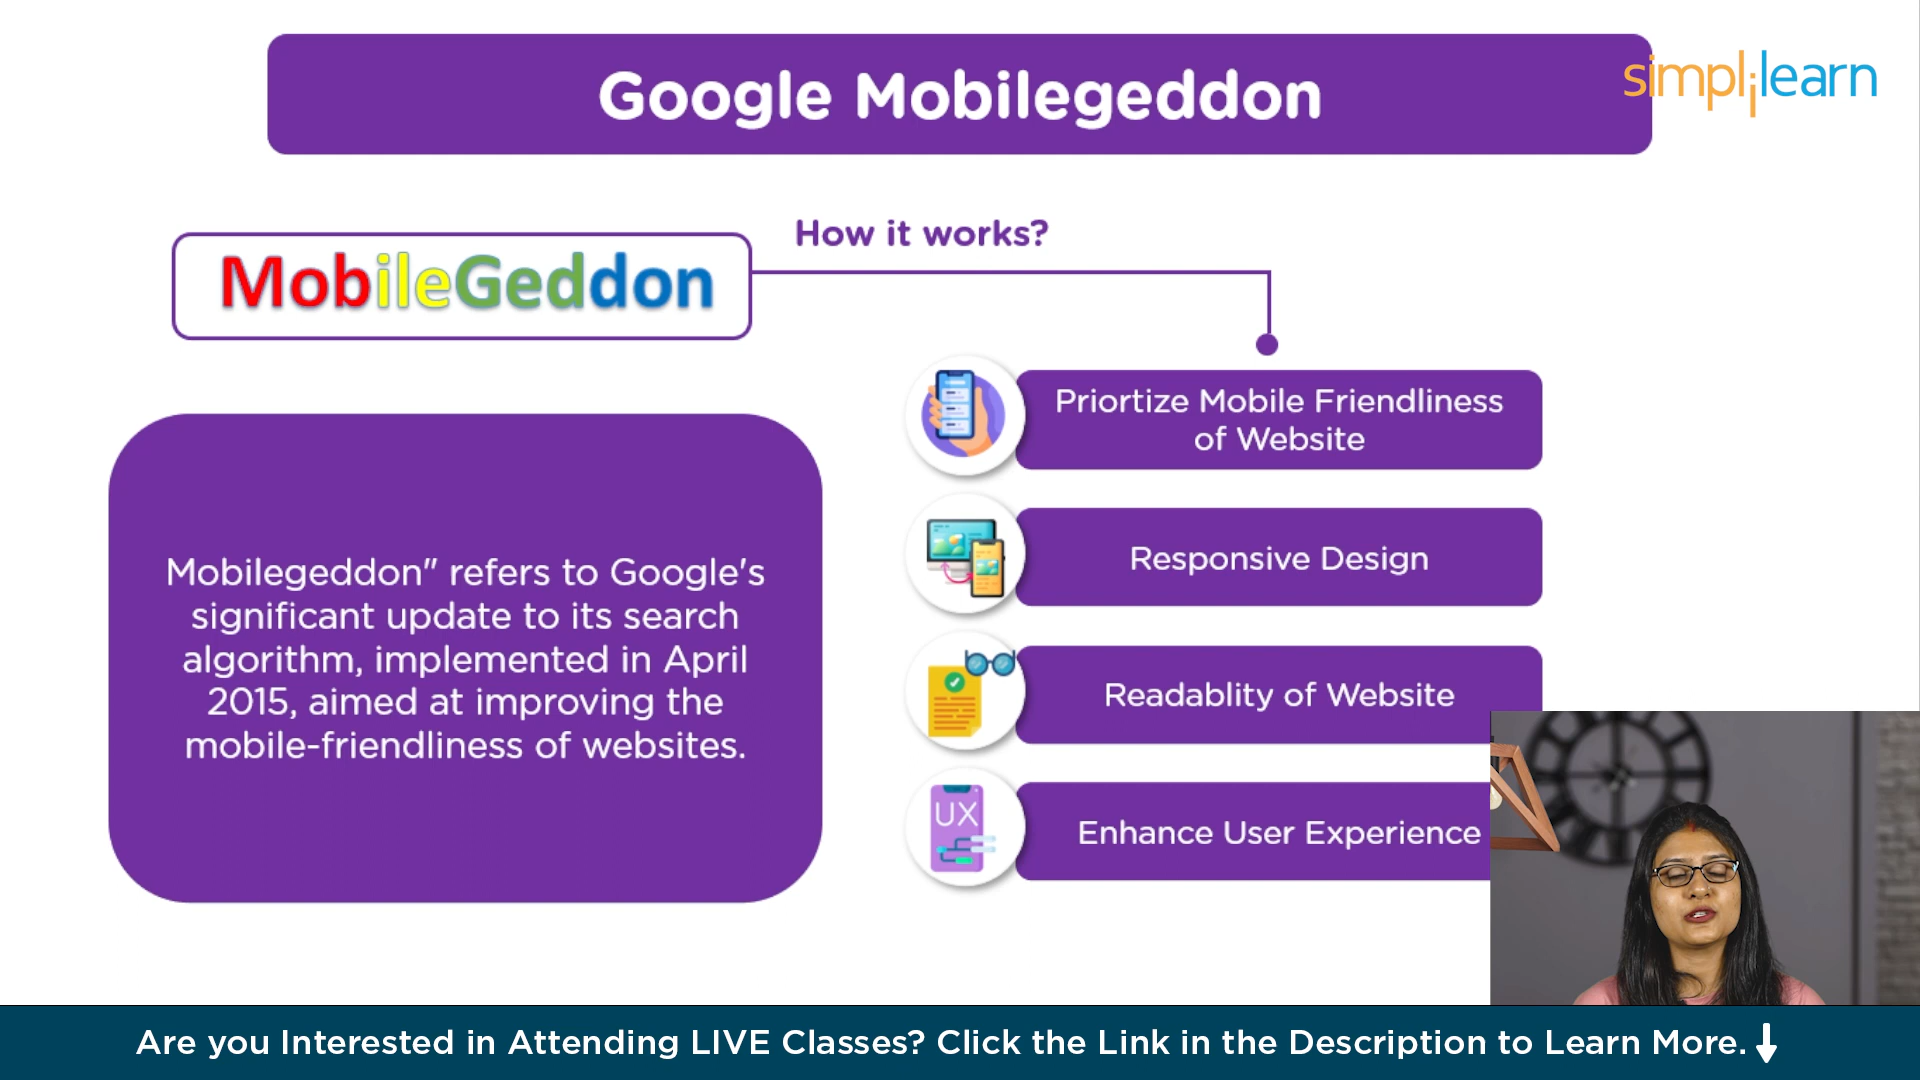 Google Mobilegeddon
simplilearn
How it works?
MobileGeddon
Priortize Mobile Friendliness
of Website
Responsive Design
Mobilegeddon" refers to Google's
significant update to its search
algorithm, implemented in April
2015, aimed at improving the
mobile-friendliness of websites.
Readablity of Website
UX
Enhance User Experience
Are you Interested in Attending LIVE Classes? Click the Link in the Description to Learn More.